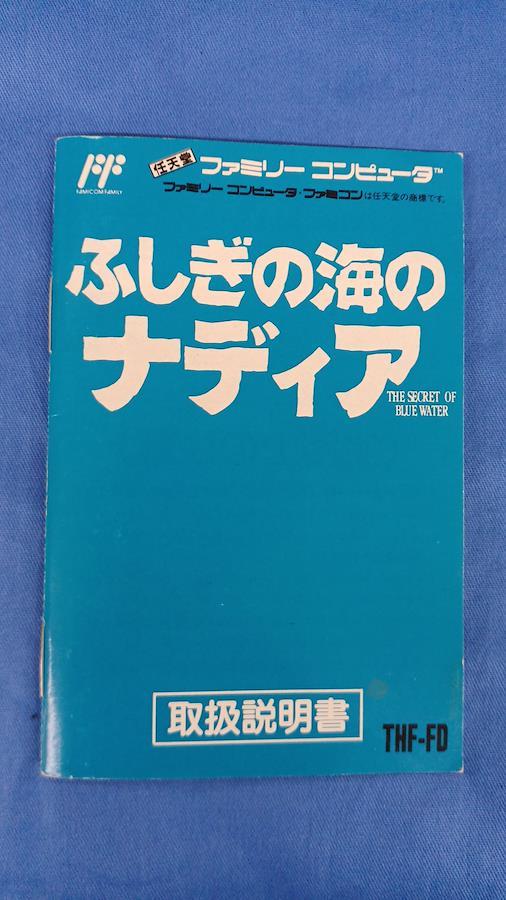 FAMICOM FAMILY
任天堂 ファミリー コンピュータ™
ファミリー コンピュータ・ファミコンは任天堂の商標です。
ふしぎの海の
ナディア
THE SECRET OF
BLUE WATER
取扱説明書
THF-FD